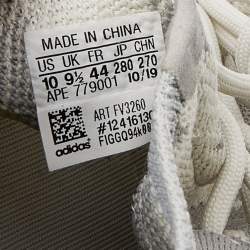 MADE IN CHINA
US UK FR JP CHN
10 9½ 44 280 270
APE 779001 10/19
ART FV3260
#1241613
adidas